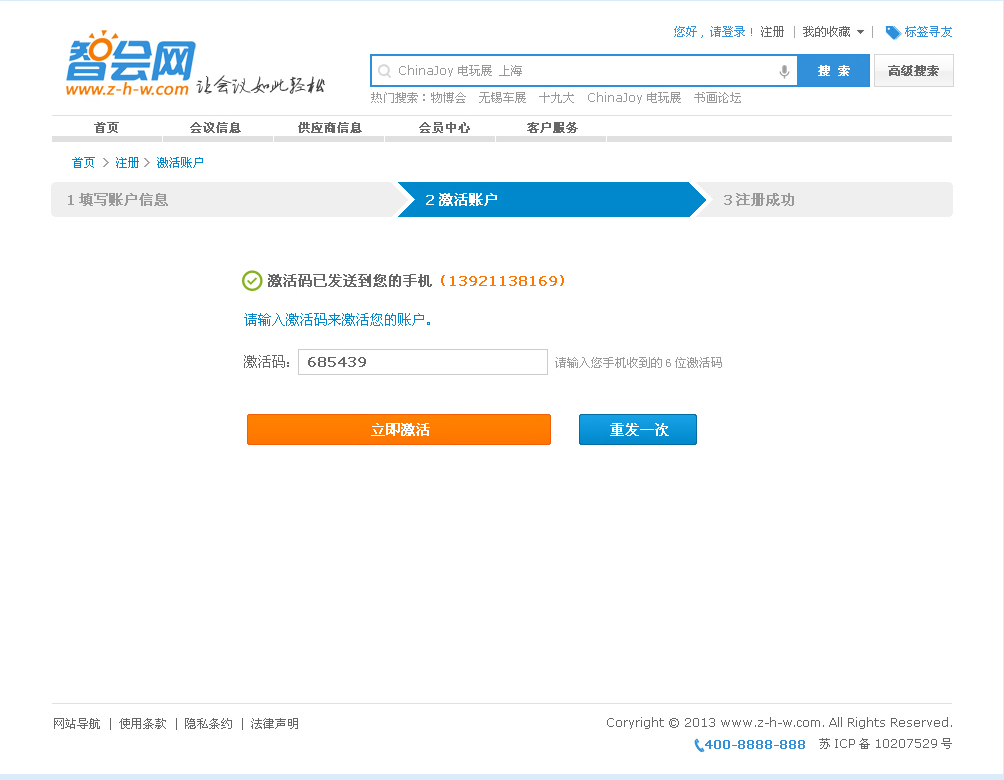 智会网
www.z-h-w.com 让会议如此轻松
您好，请登录！ 注册 | 我的收藏 | 标签寻友
ChinaJoy 电玩展 上海 搜 索 高级搜索
热门搜索：物博会 无锡车展 十九大 ChinaJoy 电玩展 书画论坛
首页 会议信息 供应商信息 会员中心 客户服务
首页 > 注册 > 激活账户
1 填写账户信息 2 激活账户 3 注册成功
激活码已发送到您的手机（13921138169）
请输入激活码来激活您的账户。
激活码: 685439 请输入您手机收到的 6 位激活码
立即激活 重发一次
网站导航 | 使用条款 | 隐私条约 | 法律声明 Coryright © 2013 www.z-h-w.com. All Rights Reserved.
400-8888-888 苏 ICP 备 10207529 号